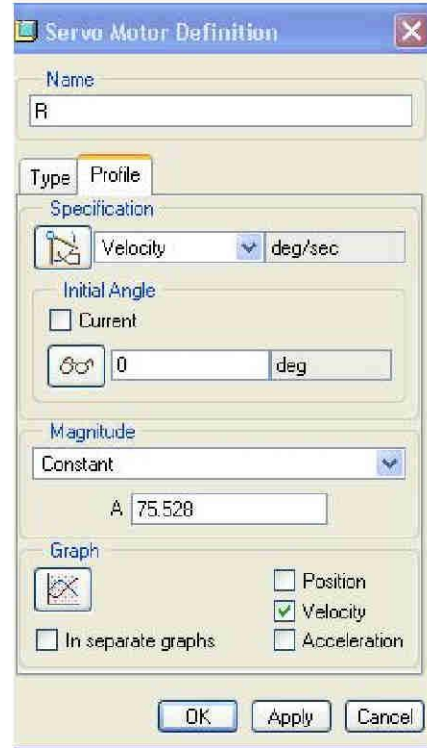 Servo Motor Definition
Name
R
Type Profile
Specification
Velocity deg/sec
Initial Angle
Current
0 deg
Magnitude
Constant
A 75.528
Graph
Position
Velocity
In separate graphs Acceleration
OK Apply Cancel